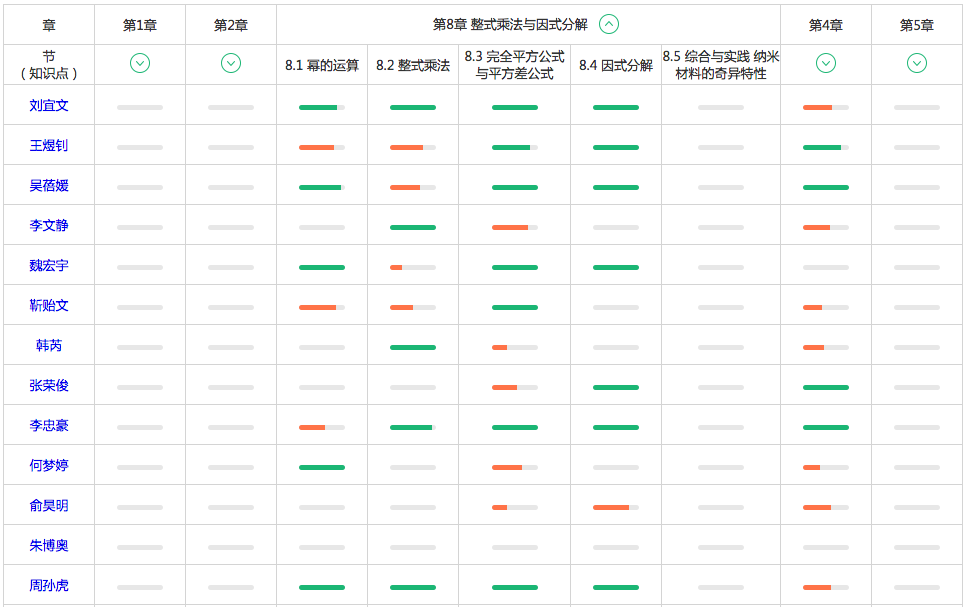 章 第1章 第2章 第8章 整式乘法与因式分解 第4章 第5章
节
（知识点） 8.1 幂的运算 8.2 整式乘法 8.3 完全平方公式
与平方差公式 8.4 因式分解 8.5 综合与实践 纳米
材料的奇异特性
刘宜文
王煜钊
吴蓓媛
李文静
魏宏宇
靳贻文
韩芮
张荣俊
李忠豪
何梦婷
俞昊明
朱博奥
周孙虎